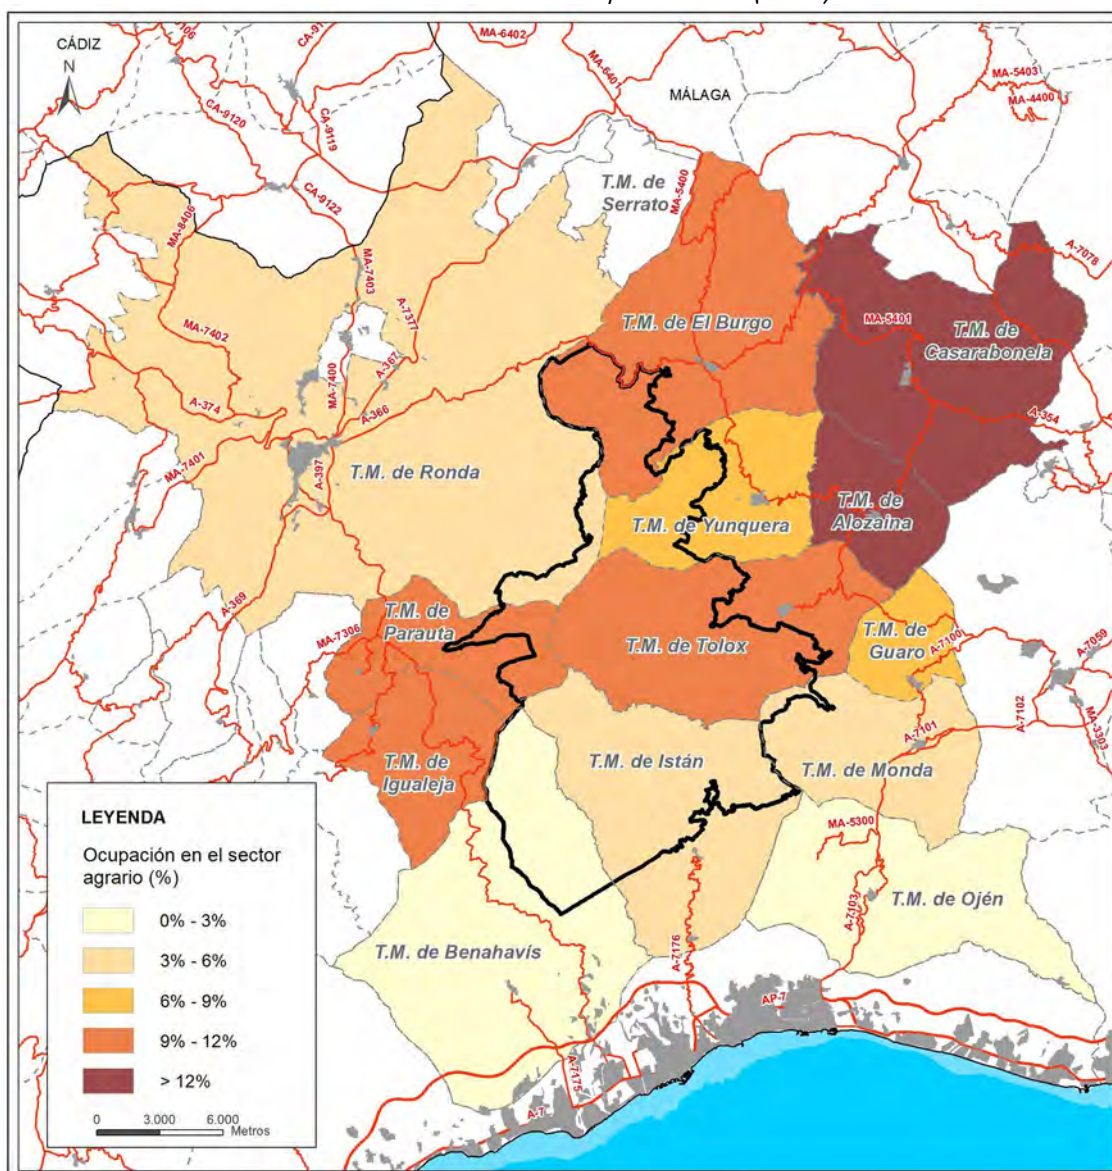 CÁDIZ
N
MÁLAGA
CA-9120
CA-9119
CA-9122
MA-6402
MA-6401
MA-5403
MA-4400
MA-5400
A-7078
MA-8406
MA-7403
A-7377
MA-7402
MA-7400
A-367
A-374
A-366
MA-7401
A-397
MA-5401
A-354
T.M. de
Serrato
T.M. de El Burgo
T.M. de
Casarabonela
T.M. de Ronda
T.M. de Yunquera
T.M. de
Alozaina
A-369
MA-7306
T.M. de
Parauta
T.M. de Tolox
T.M. de
Guaro
A-7100
A-7059
A-7102
MA-3303
A-7101
T.M. de
Igualeja
T.M. de Istán
T.M. de Monda
MA-5300
A-7103
T.M. de Ojén
T.M. de Benahavís
A-7176
AP-7
A-7175
A-7
LEYENDA
Ocupación en el sector
agrario (%)
0% - 3%
3% - 6%
6% - 9%
9% - 12%
> 12%
0 3.000 6.000
Metros